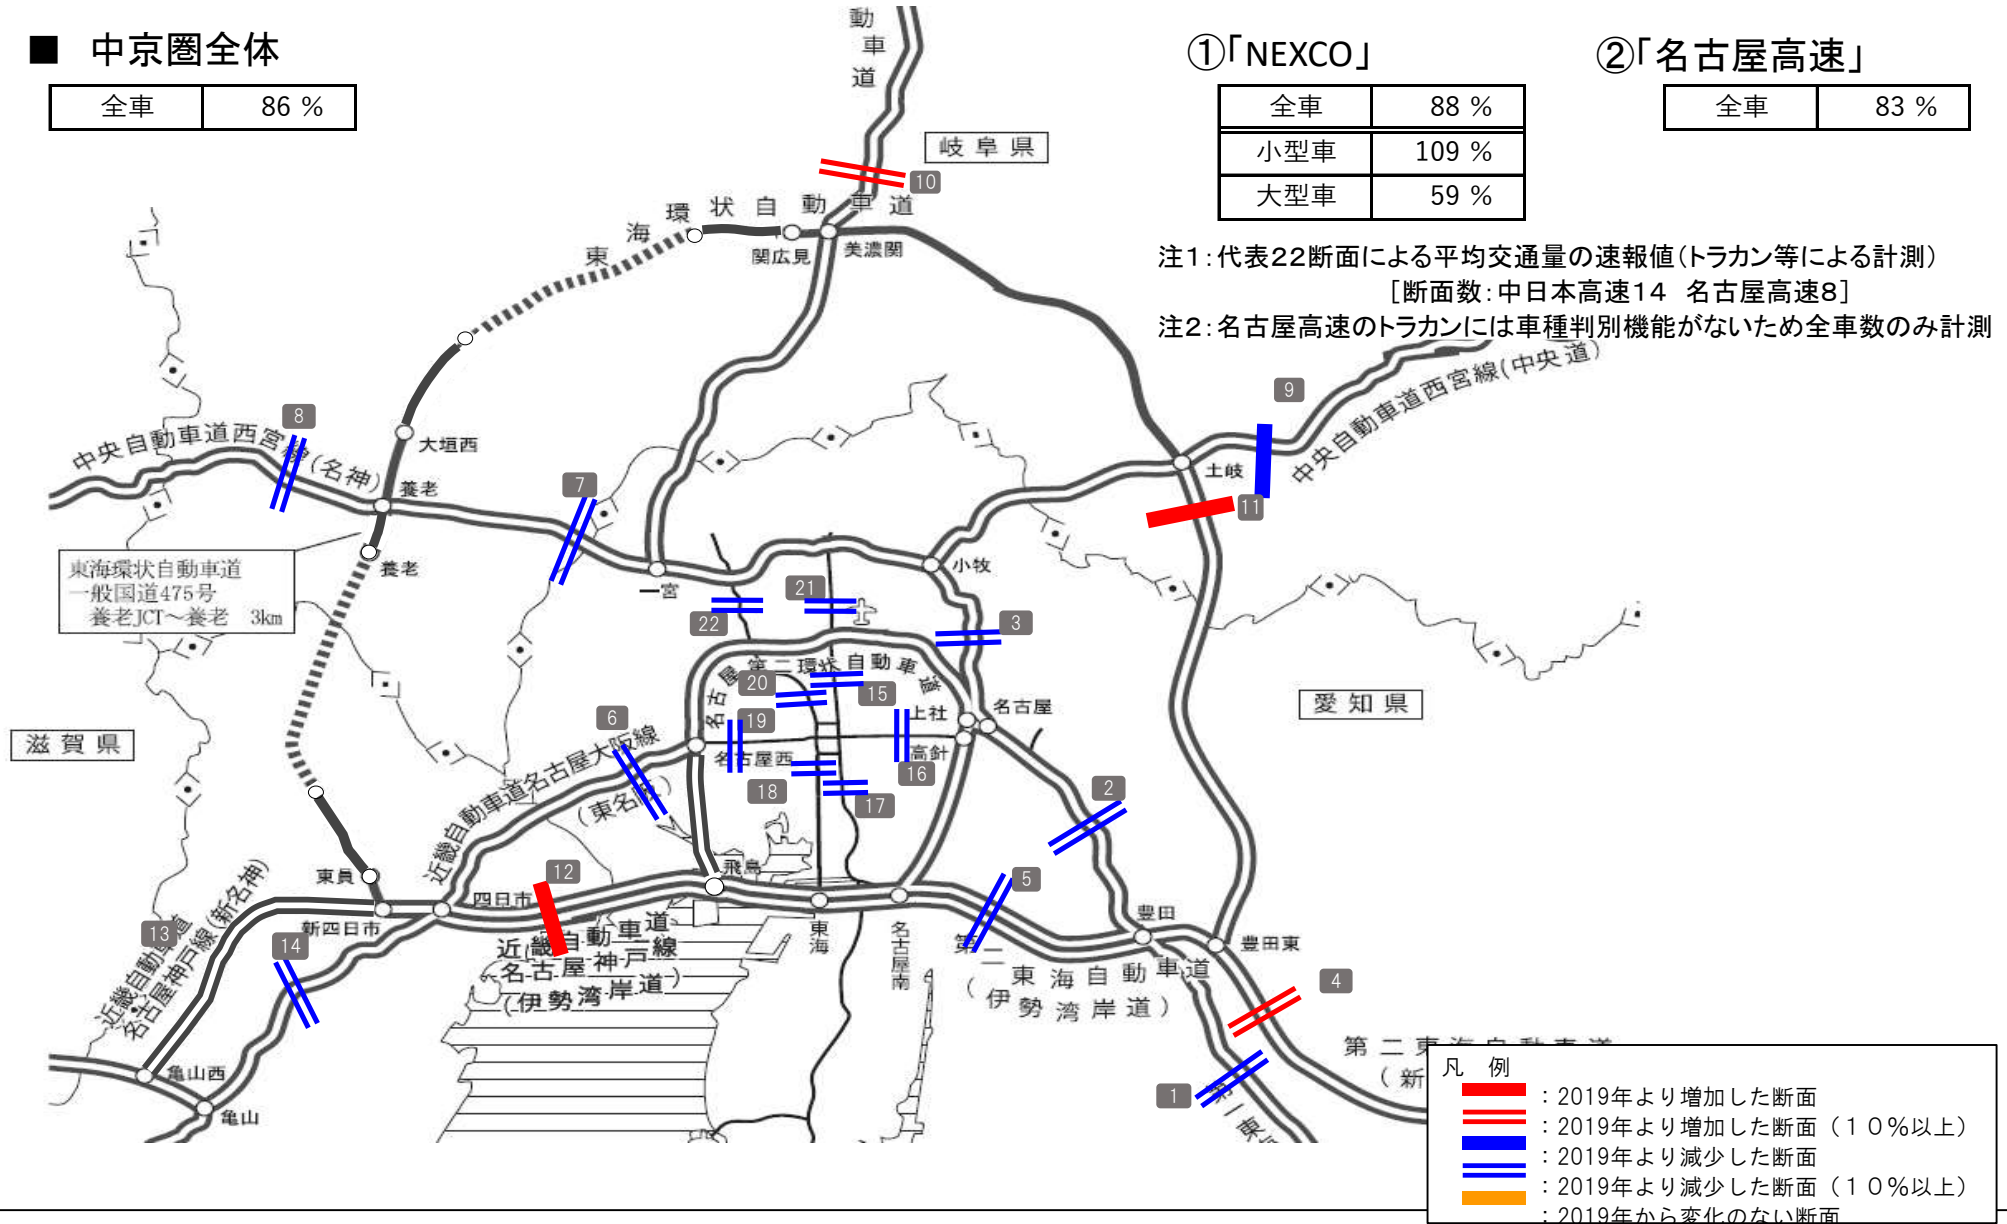 ■ 中京圏全体
全車 86 %
①「NEXCO」
全車 88 %
小型車 109 %
大型車 59 %
②「名古屋高速」
全車 83 %
注1：代表22断面による平均交通量の速報値（トラカン等による計測）
［断面数：中日本高速14 名古屋高速8］
注2：名古屋高速のトラカンには車種判別機能がないため全車数のみ計測
動車道
岐阜県
10
東海環状自動車道
関広見
美濃関
中央自動車道西宮線(中央道)
9
8
中央自動車道西宮線(名神)
大垣西
養老
7
土岐
11
養老
東海環状自動車道
一般国道475号
養老JCT～養老 3km
一宮
小牧
21
22
3
名古屋第二環状自動車道
20
15
19
上社
名古屋
愛知県
滋賀県
6
名古屋西
高針
16
18
17
2
近畿自動車道名古屋大阪線
(東名阪)
飛島
東員
12
5
四日市
新四日市
豊田
豊田東
13
14
近畿自動車道
名古屋神戸線(新名神)
近畿自動車道
名古屋神戸線
(伊勢湾岸道)
東海
名古屋南
第二東海自動車道
(伊勢湾岸道)
4
亀山西
亀山
1
第一東
第二東海自動車道
(新
凡 例
：2019年より増加した断面
：2019年より増加した断面（１０％以上）
：2019年より減少した断面
：2019年より減少した断面（１０％以上）
：2019年から変化のない断面